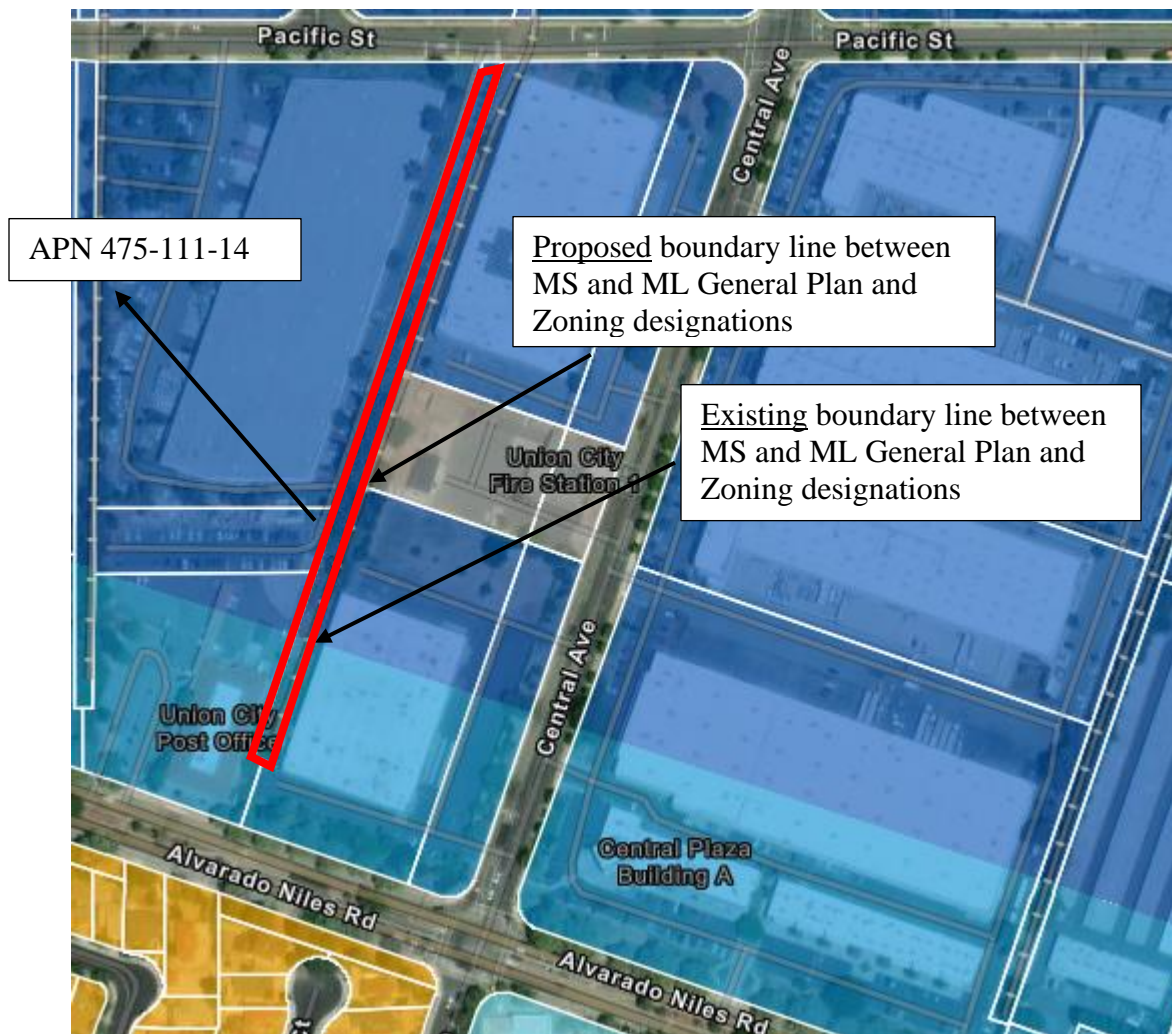 Pacific St
Pacific St
Central Ave
APN 475-111-14
Proposed boundary line between
MS and ML General Plan and
Zoning designations
Existing boundary line between
MS and ML General Plan and
Zoning designations
Union City
Fire Station 1
Central Ave
Union City
Post Office
Central Plaza
Building A
Alvarado Niles Rd
Alvarado Niles Rd
ct